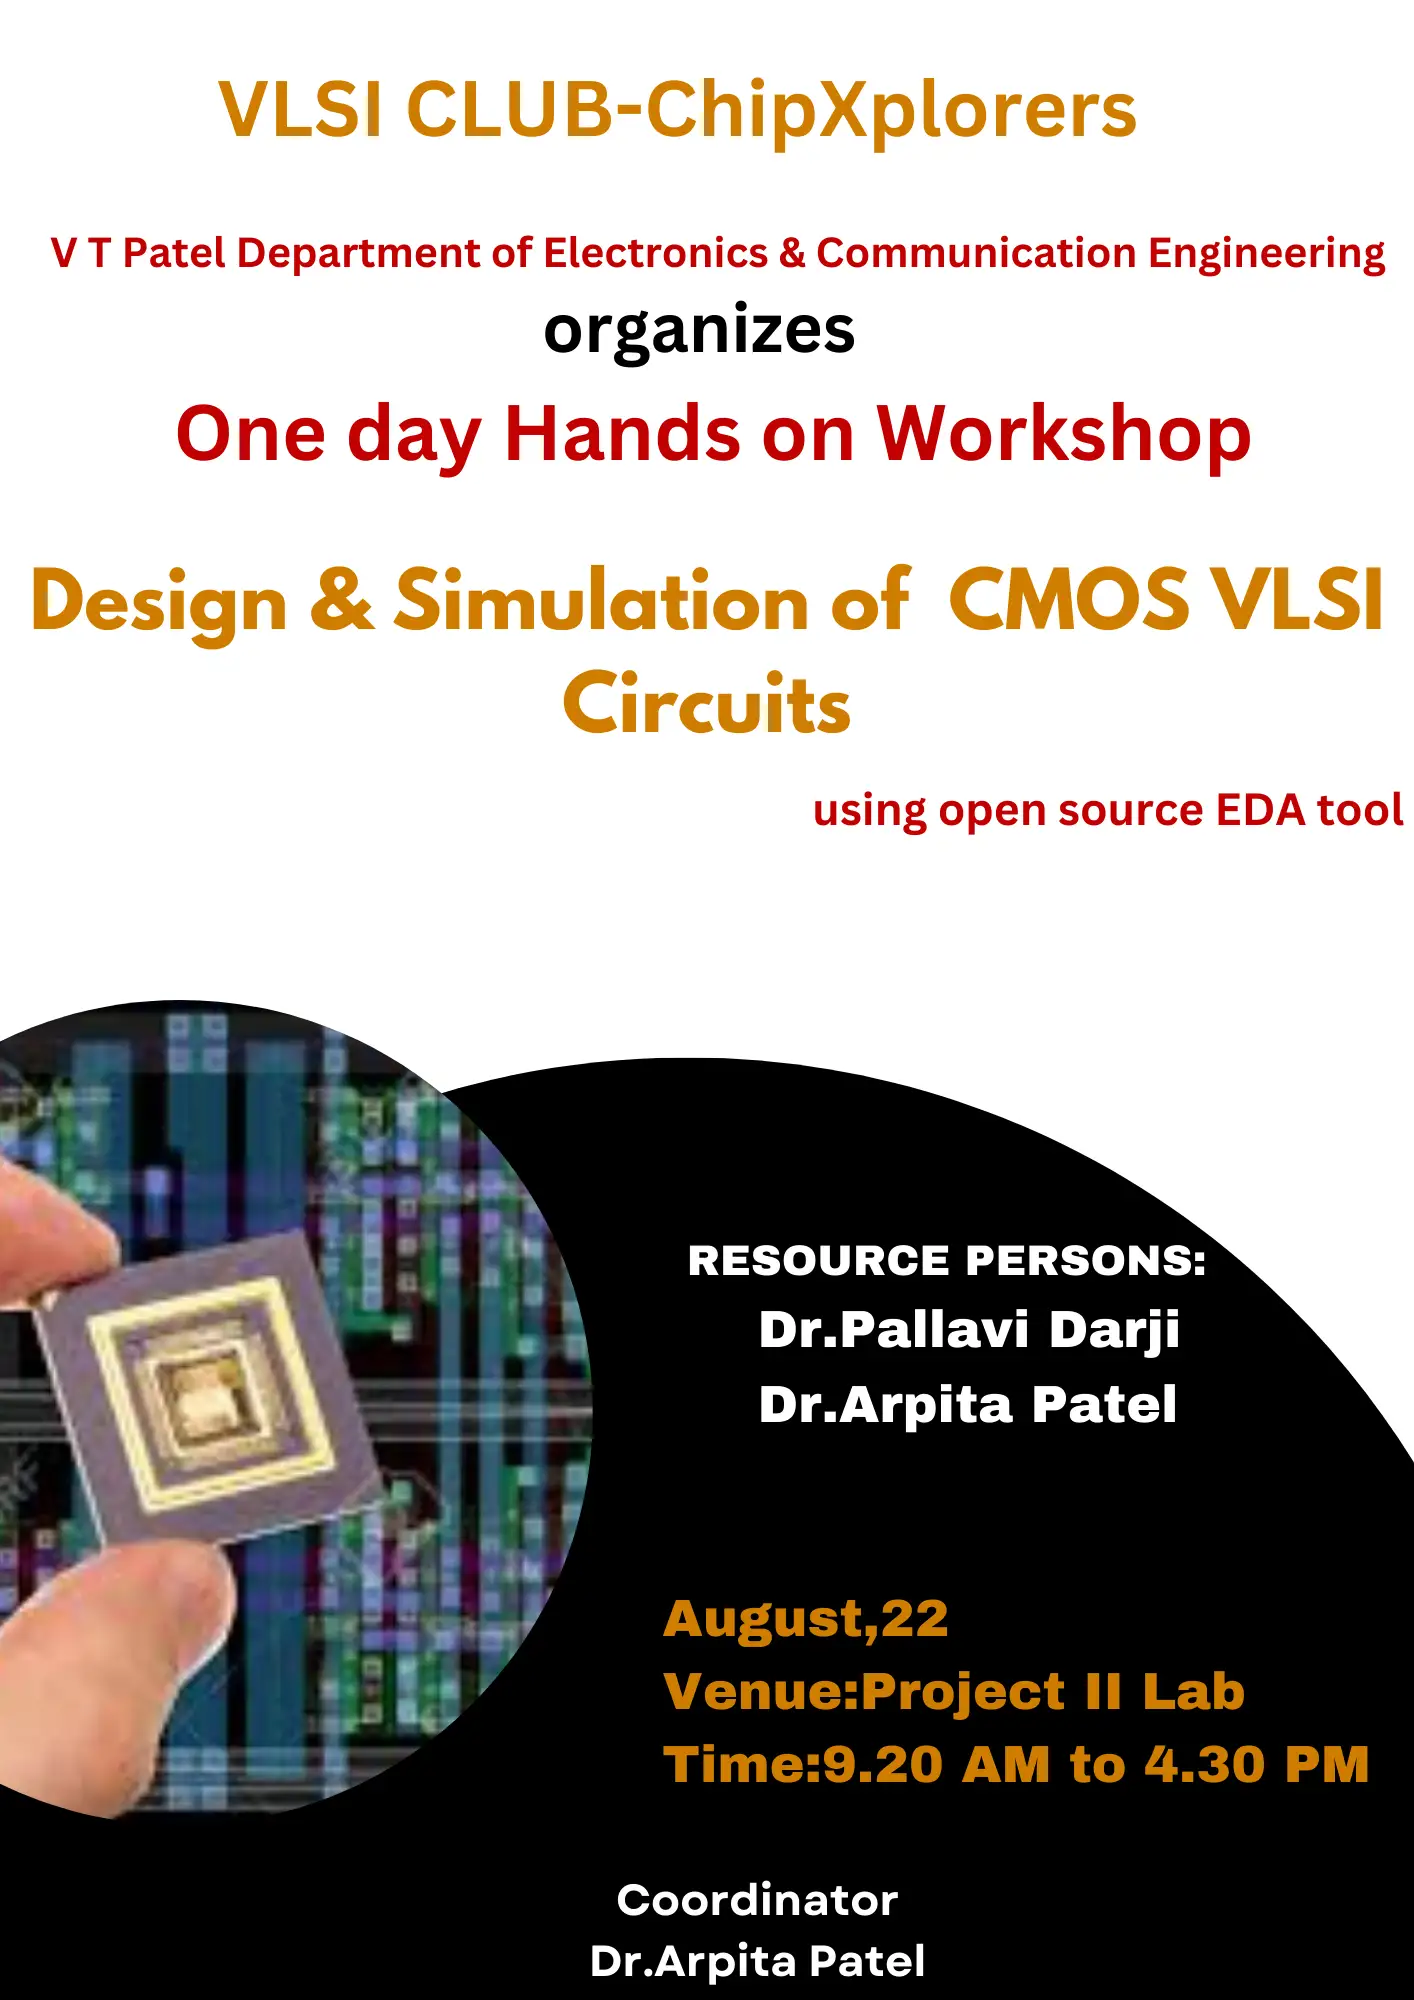 VLSI CLUB-ChipXplorers
V T Patel Department of Electronics & Communication Engineering
organizes
One day Hands on Workshop
Design & Simulation of CMOS VLSI
Circuits
using open source EDA tool
RESOURCE PERSONS:
Dr.Pallavi Darji
Dr.Arpita Patel
August,22
Venue:Project II Lab
Time:9.20 AM to 4.30 PM
Coordinator
Dr.Arpita Patel